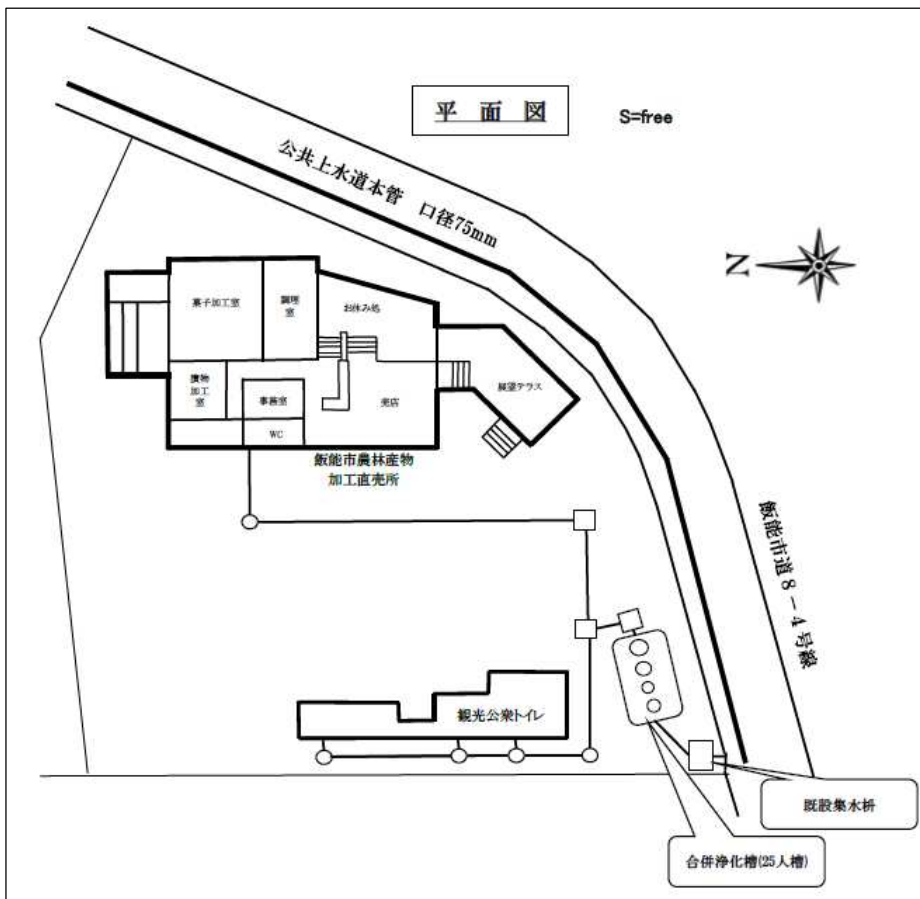 平面図
S=free
公共上水道本管 口径75mm
N
菓子加工室
調理
室
お休み処
漬物
加工
室
事務室
売店
展望テラス
WC
飯能市農林産物
加工直売所
飯能市道8-4号線
観光公衆トイレ
既設集水桝
合併浄化槽(25人槽)